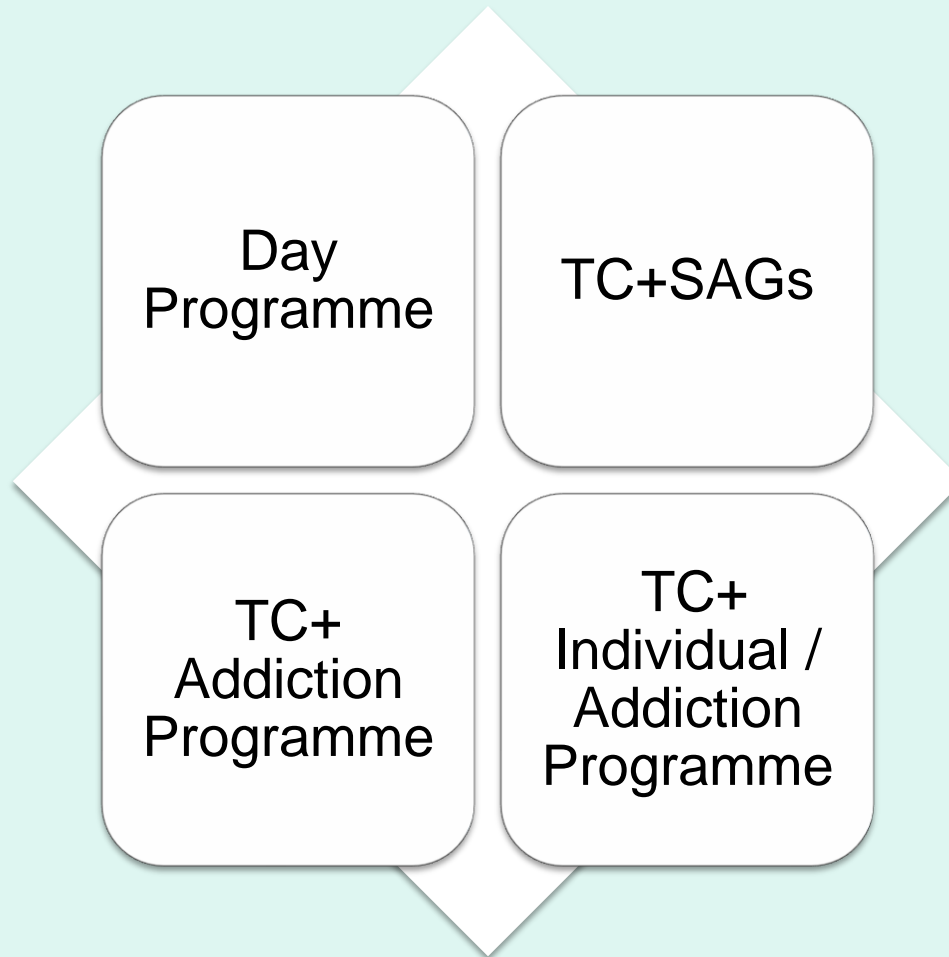 Day
Programme
TC+SAGs
TC+
Addiction
Programme
TC+
Individual /
Addiction
Programme